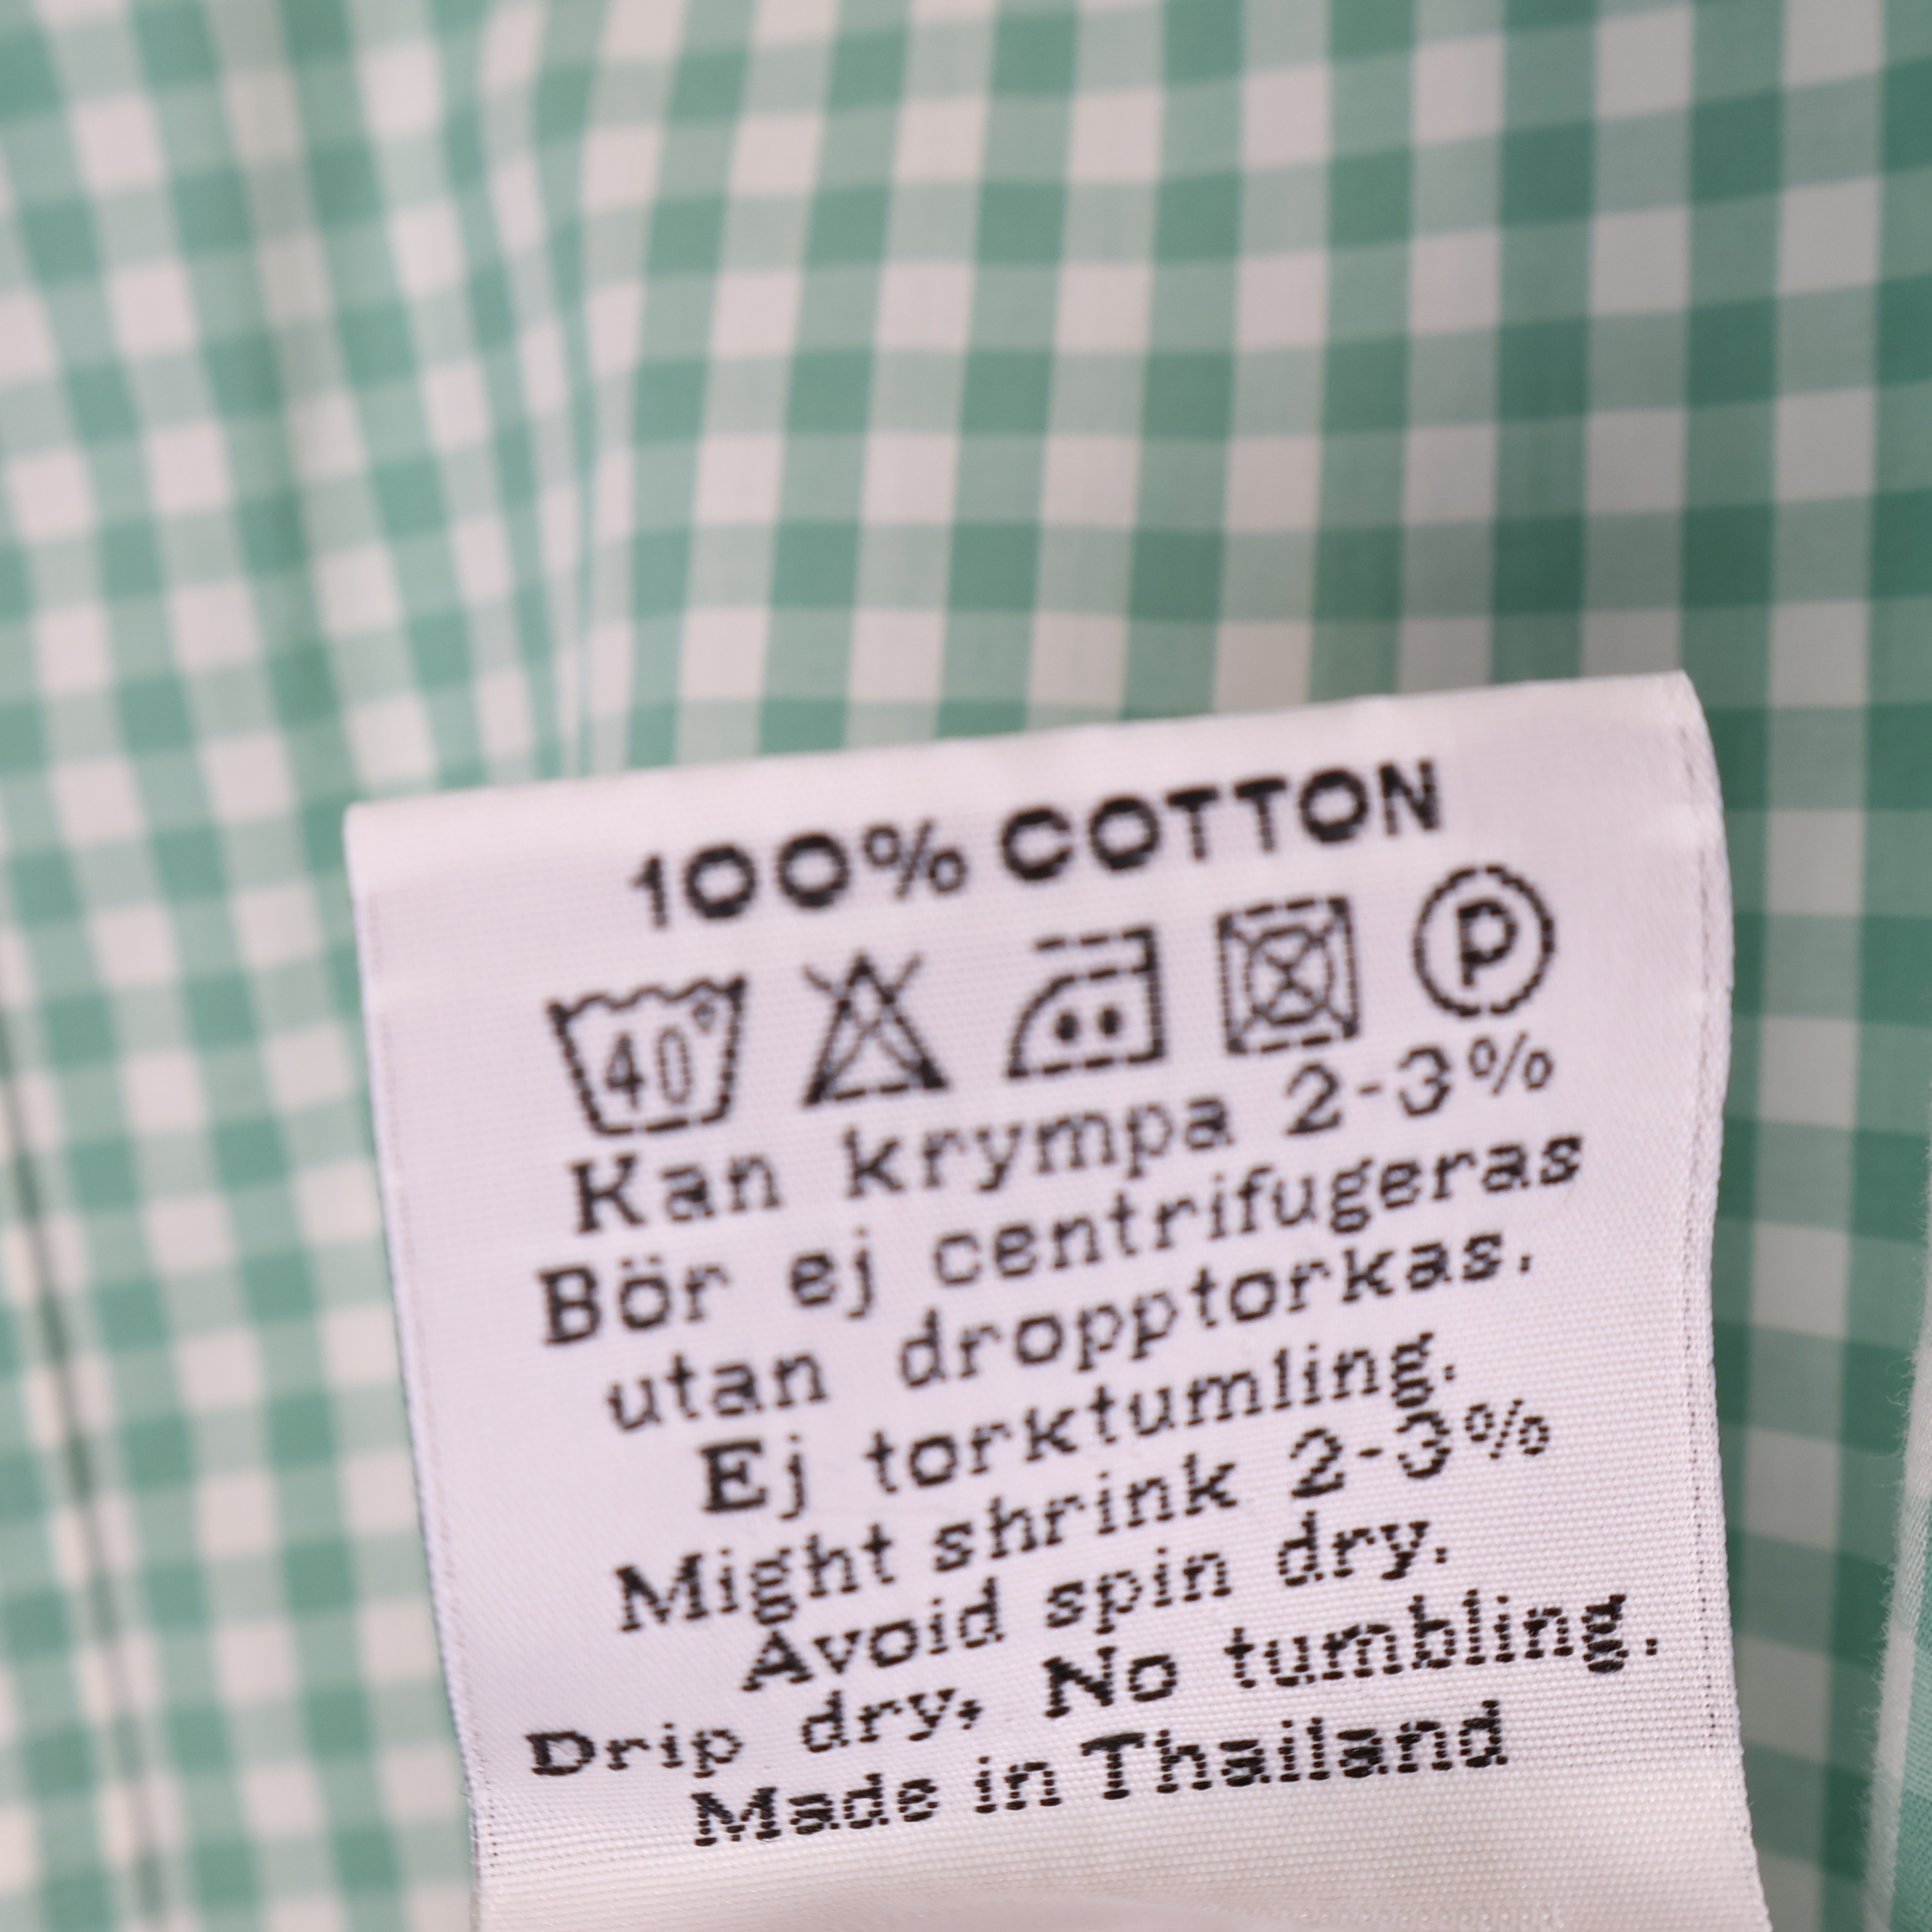 100% COTTON
40°
P
Kan krympa 2-3%
Bör ej centrifugeras
utan dropptorkas.
Ej torktumling.
Might shrink 2-3%
Avoid spin dry.
Drip dry, No tumbling.
Made in Thailand